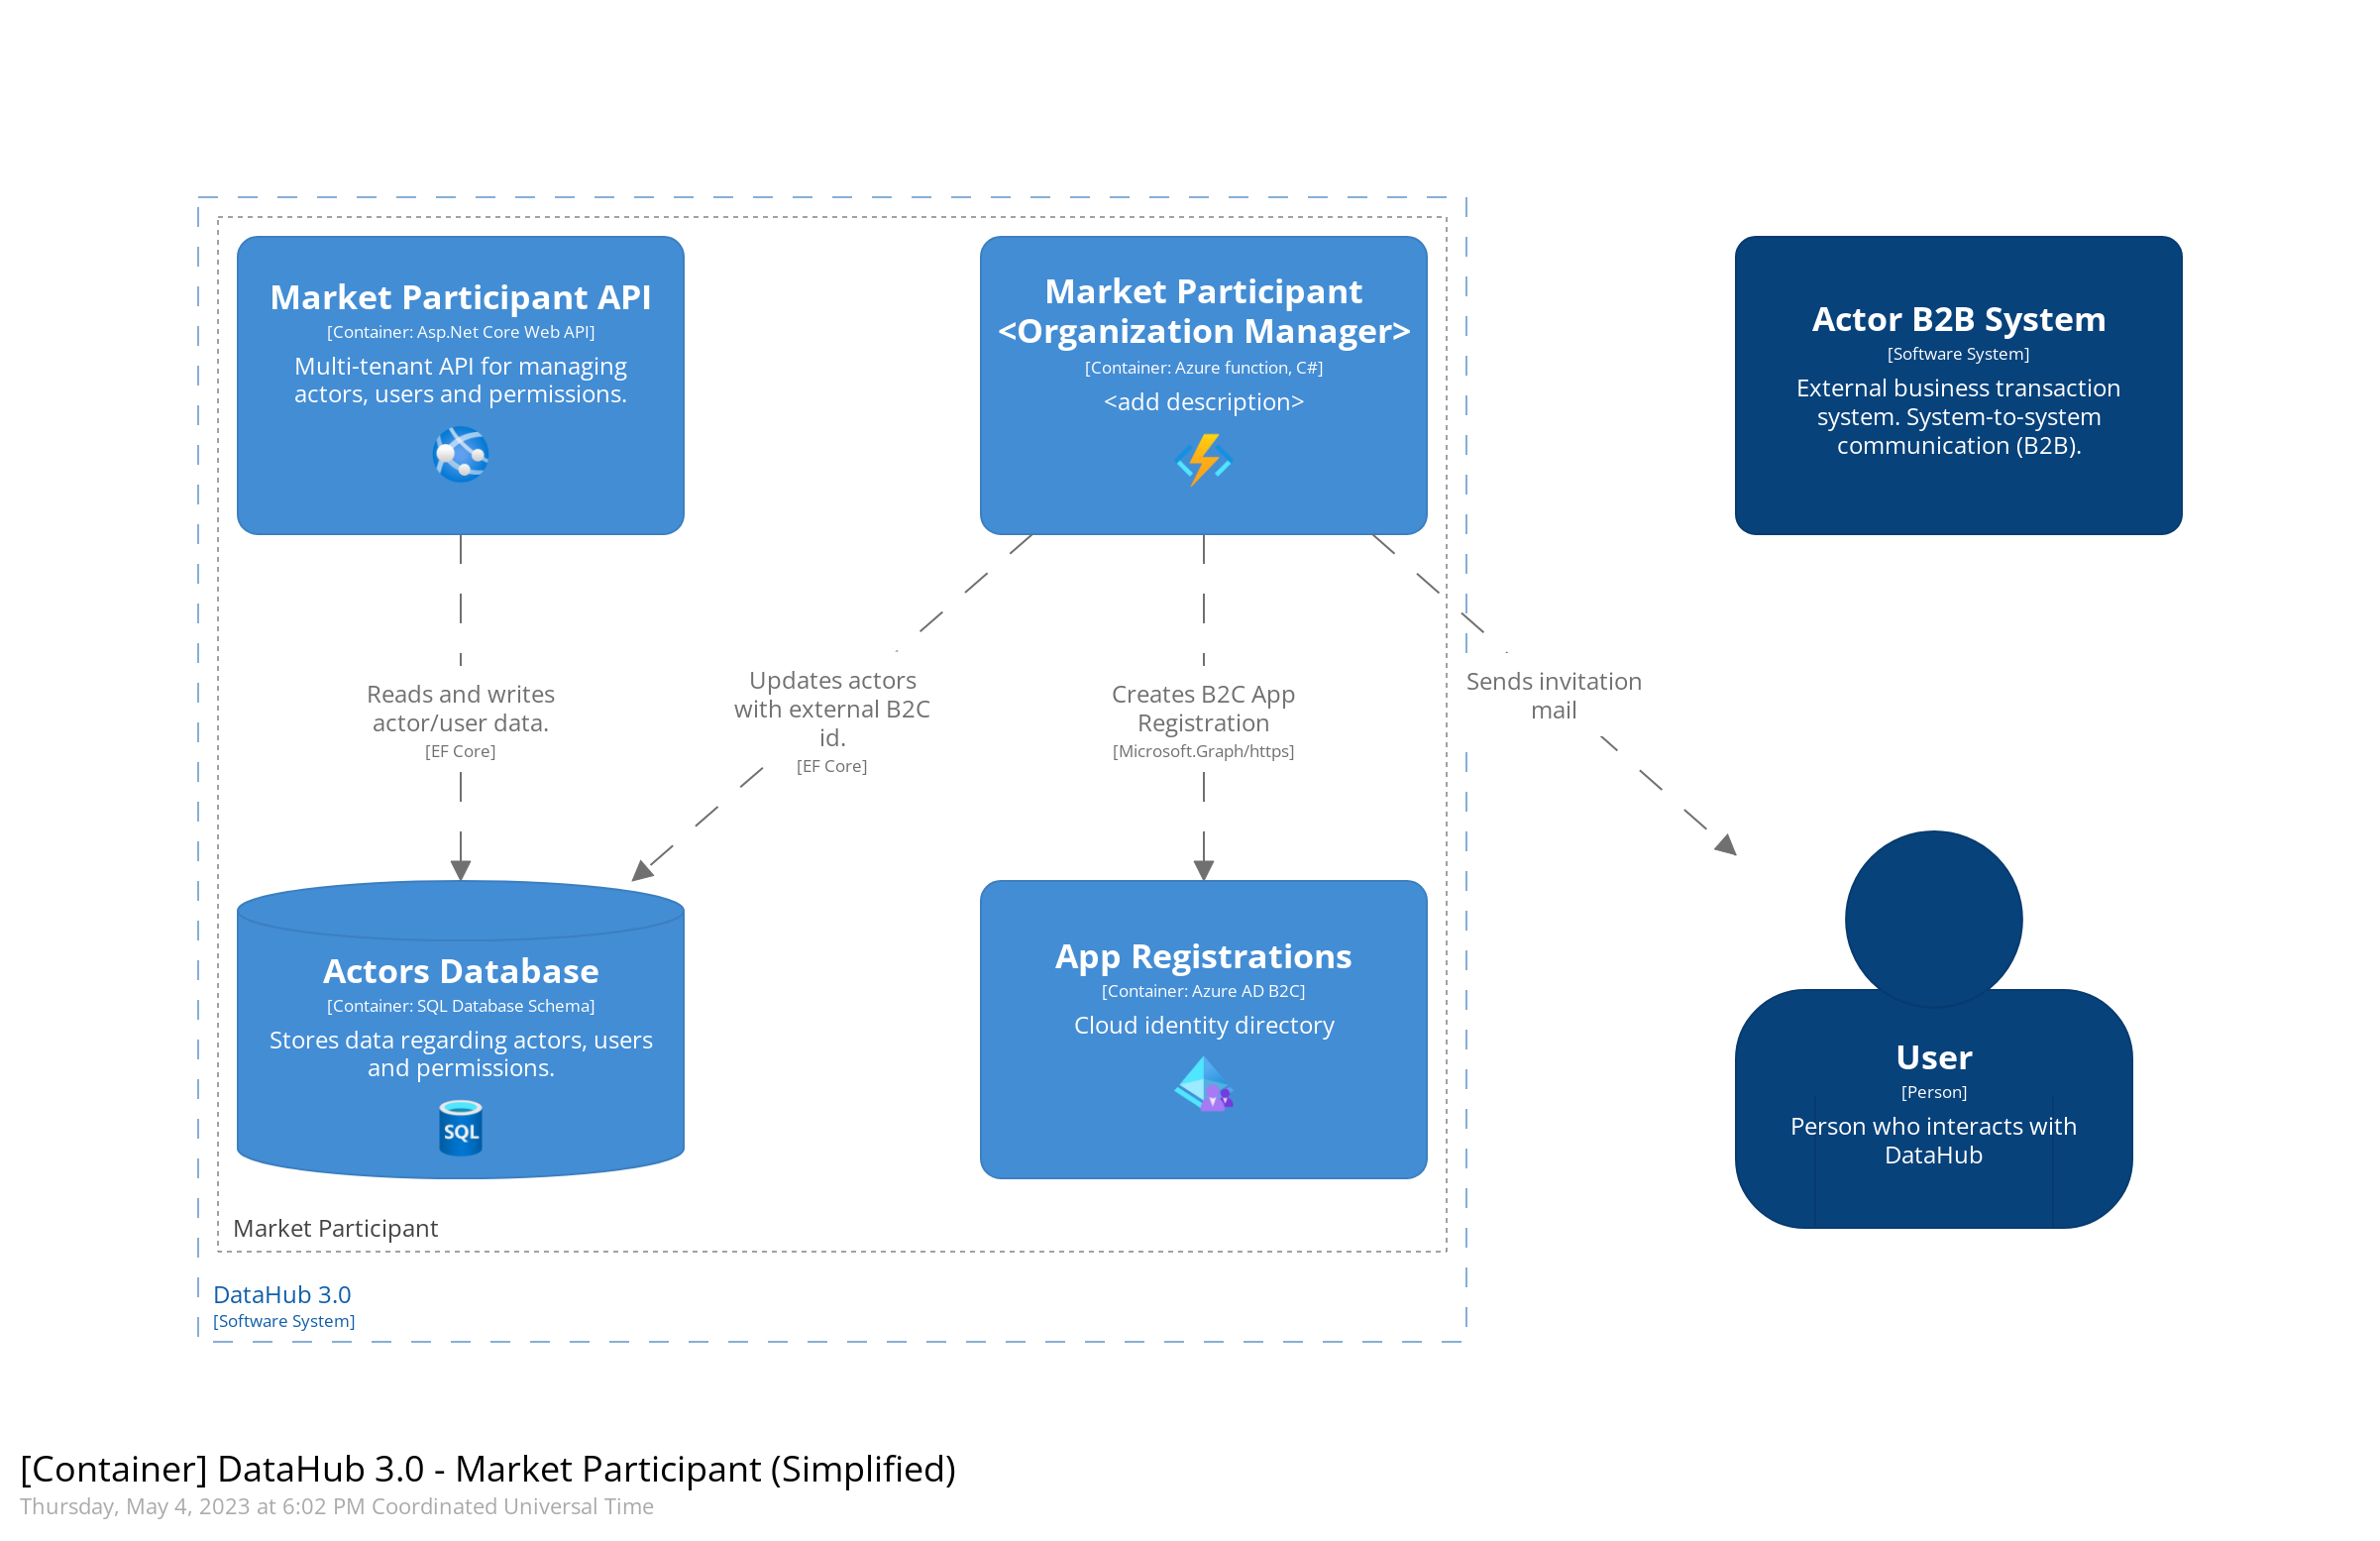 Market Participant API
[Container: Asp.Net Core Web API]
Multi-tenant API for managing
actors, users and permissions.
Market Participant
<Organization Manager>
[Container: Azure function, C#]
<add description>
Actor B2B System
[Software System]
External business transaction
system. System-to-system
communication (B2B).
Reads and writes
actor/user data.
[EF Core]
Updates actors
with external B2C
id.
[EF Core]
Creates B2C App
Registration
[Microsoft.Graph/https]
Sends invitation
mail
Actors Database
[Container: SQL Database Schema]
Stores data regarding actors, users
and permissions.
SQL
App Registrations
[Container: Azure AD B2C]
Cloud identity directory
User
[Person]
Person who interacts with
DataHub
Market Participant
DataHub 3.0
[Software System]
[Container] DataHub 3.0 - Market Participant (Simplified)
Thursday, May 4, 2023 at 6:02 PM Coordinated Universal Time